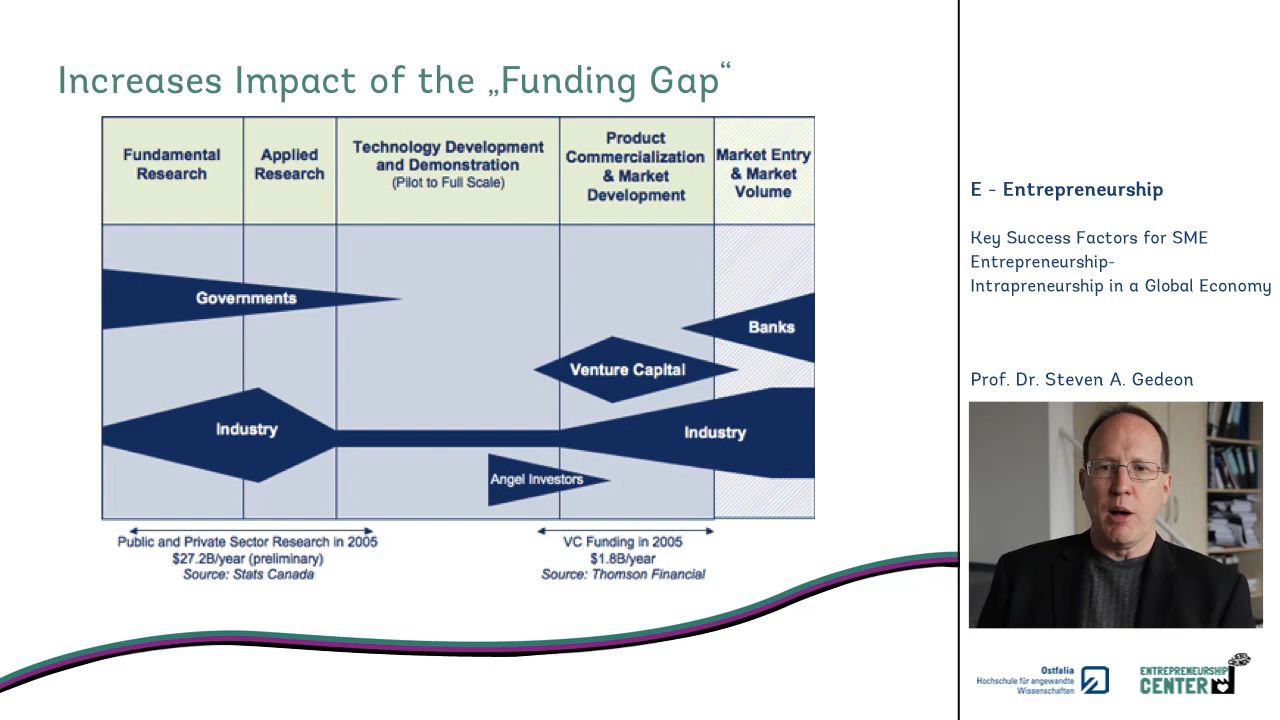 Increases Impact of the „Funding Gap“
Fundamental
Research
Applied
Research
Technology Development
and Demonstration
(Pilot to Full Scale)
Product
Commercialization
& Market
Development
Market Entry
& Market
Volume
Governments
Banks
Venture Capital
Industry
Industry
Angel Investors
Public and Private Sector Research in 2005
$27.2B/year (preliminary)
Source: Stats Canada
VC Funding in 2005
$1.8B/year
Source: Thomson Financial
E - Entrepreneurship
Key Success Factors for SME
Entrepreneurship-
Intrapreneurship in a Global Economy
Prof. Dr. Steven A. Gedeon
Ostfalia
Hochschule für angewandte
Wissenschaften
ENTREPRENEURSHIP
CENTER